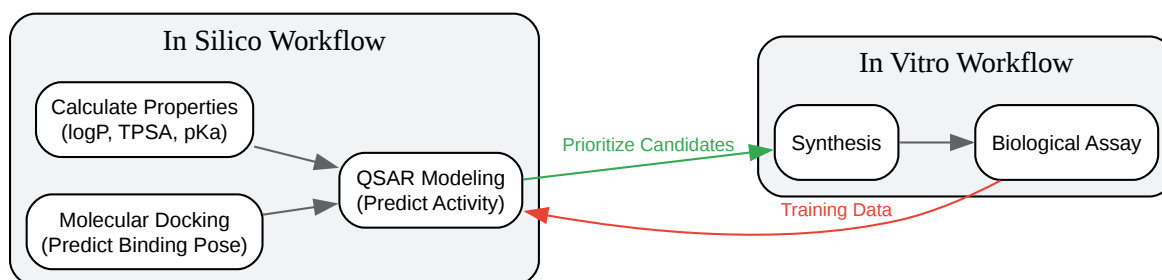 In Silico Workflow
Calculate Properties
(logP, TPSA, pKa)
Molecular Docking
(Predict Binding Pose)
QSAR Modeling
(Predict Activity)
Prioritize Candidates
Training Data
In Vitro Workflow
Synthesis
Biological Assay